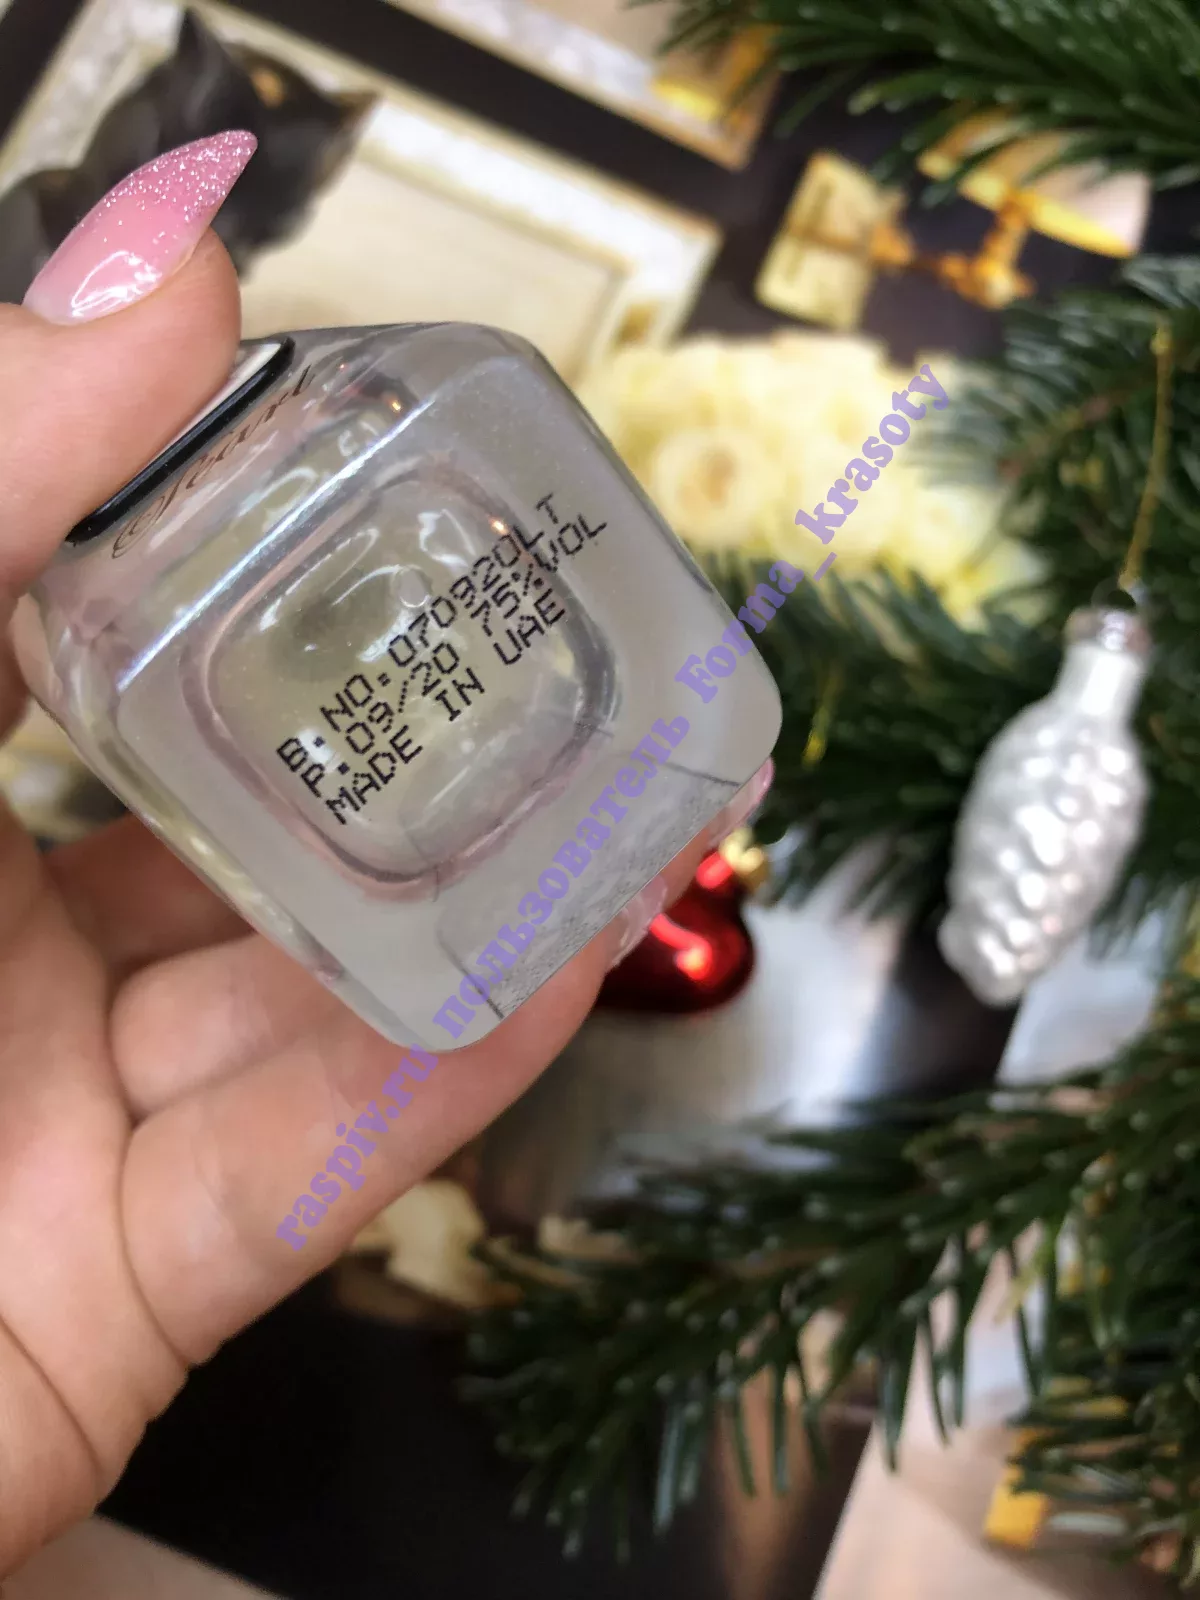 B. NO.:070920LT
P. 09/20 75%VOL
MADE IN UAE
raspiv.ru пользователь Forma_krasoty